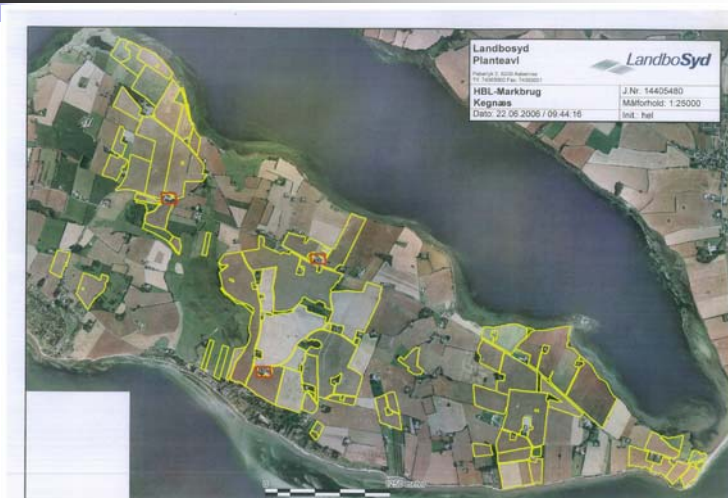 Landbosyd
Planteavl
LandboSyd
HBL-Markbrug
Kegnæs
Dato: 22.06.2006 / 09:44:16
J.Nr: 14405480
Målforhold: 1:25000
Init.: hel